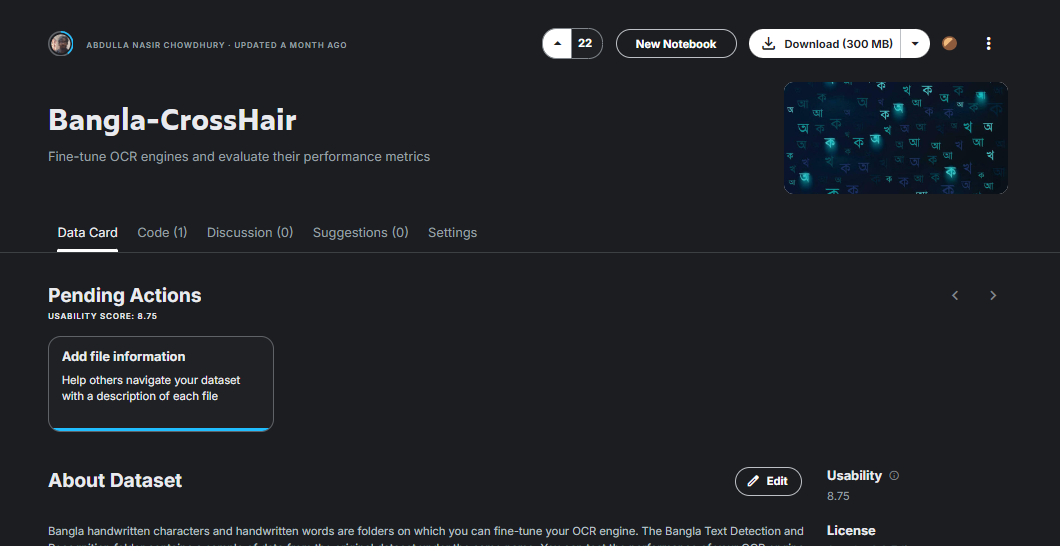 ABDULLA NASIR CHOWDHURY · UPDATED A MONTH AGO
22
New Notebook
Download (300 MB)
Bangla-CrossHair
Fine-tune OCR engines and evaluate their performance metrics
Data Card
Code (1)
Discussion (0)
Suggestions (0)
Settings
Pending Actions
USABILITY SCORE: 8.75
Add file information
Help others navigate your dataset
with a description of each file
About Dataset
Edit
Usability
8.75
Bangla handwritten characters and handwritten words are folders on which you can fine-tune your OCR engine. The Bangla Text Detection and
License